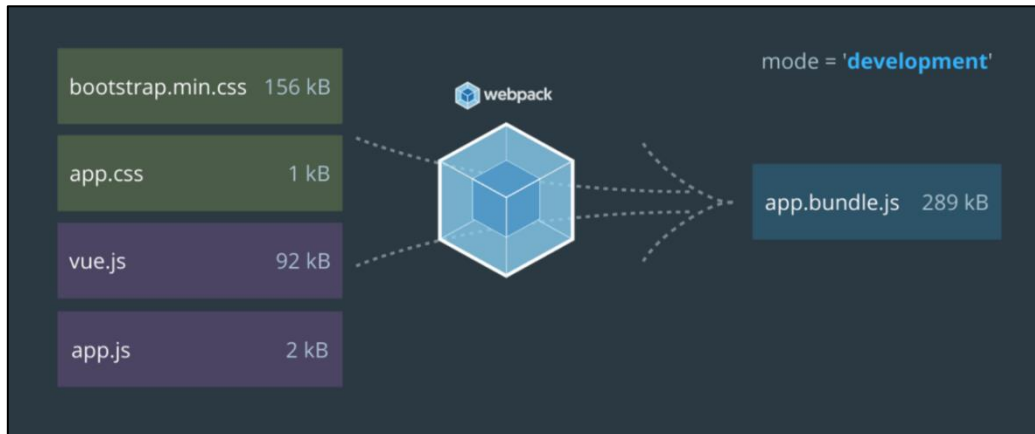 mode = 'development'
bootstrap.min.css 156 kB
webpack
app.css 1 kB
app.bundle.js 289 kB
vue.js 92 kB
app.js 2 kB